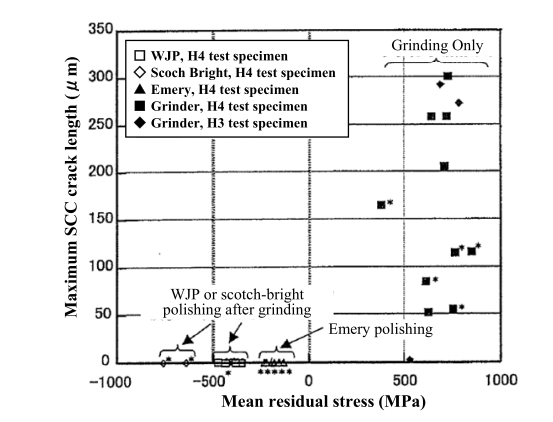 350
300
250
200
150
100
50
0
Maximum SCC crack length (μm)
WJP, H4 test specimen
Scoch Bright, H4 test specimen
Emery, H4 test specimen
Grinder, H4 test specimen
Grinder, H3 test specimen
Grinding Only
WJP or scotch-bright
polishing after grinding
Emery polishing
-1000 -500 0 500 1000
Mean residual stress (MPa)